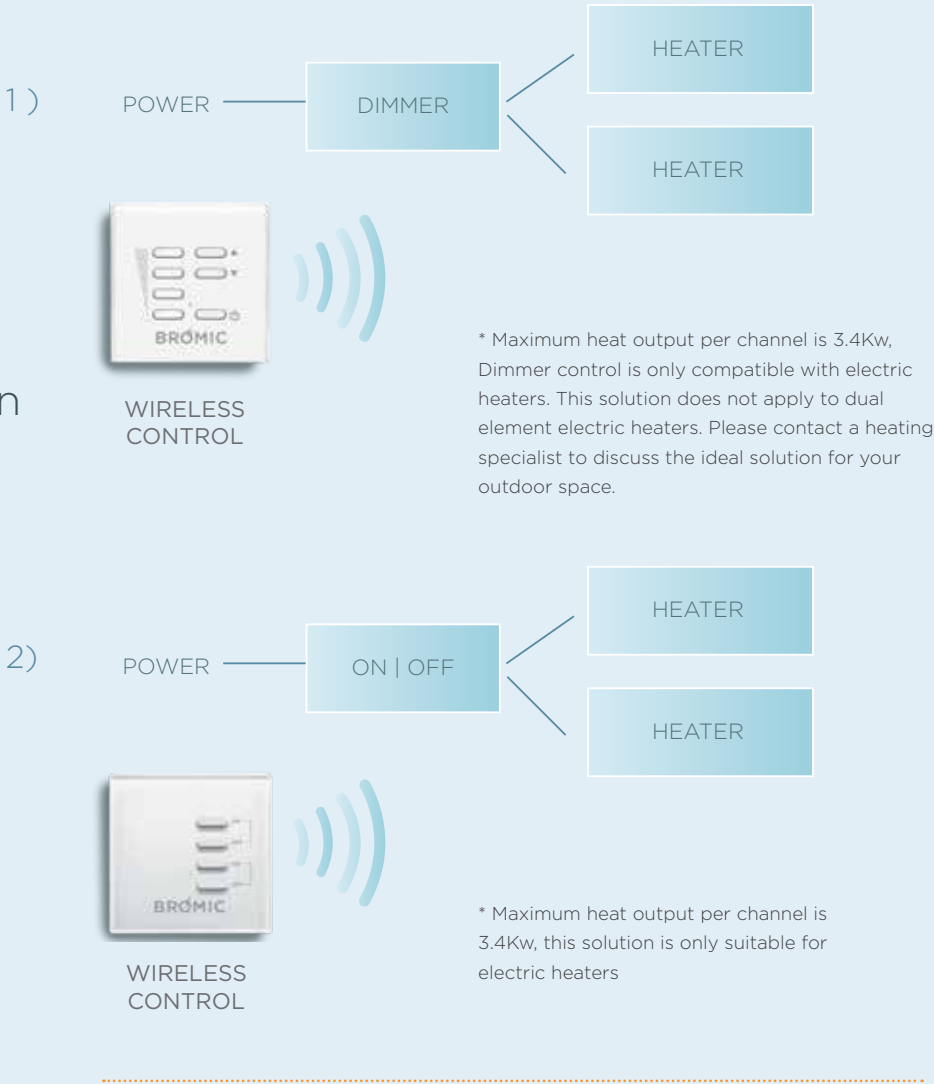 1)
POWER
DIMMER
HEATER
HEATER
BROMIC
WIRELESS
CONTROL
* Maximum heat output per channel is 3.4Kw,
Dimmer control is only compatible with electric
heaters. This solution does not apply to dual
element electric heaters. Please contact a heating
specialist to discuss the ideal solution for your
outdoor space.
n
2)
POWER
ON | OFF
HEATER
HEATER
BROMIC
WIRELESS
CONTROL
* Maximum heat output per channel is
3.4Kw, this solution is only suitable for
electric heaters